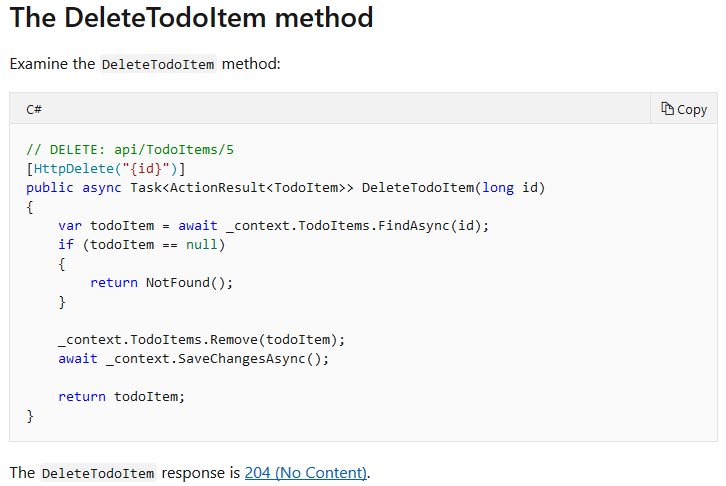 The DeleteTodoItem method
Examine the DeleteTodoItem method:
C#
Copy
// DELETE: api/TodoItems/5
[HttpDelete("{id}")]
public async Task<ActionResult<TodoItem>> DeleteTodoItem(long id)
{
    var todoItem = await _context.TodoItems.FindAsync(id);
    if (todoItem == null)
    {
        return NotFound();
    }

    _context.TodoItems.Remove(todoItem);
    await _context.SaveChangesAsync();

    return todoItem;
}
The DeleteTodoItem response is 204 (No Content).